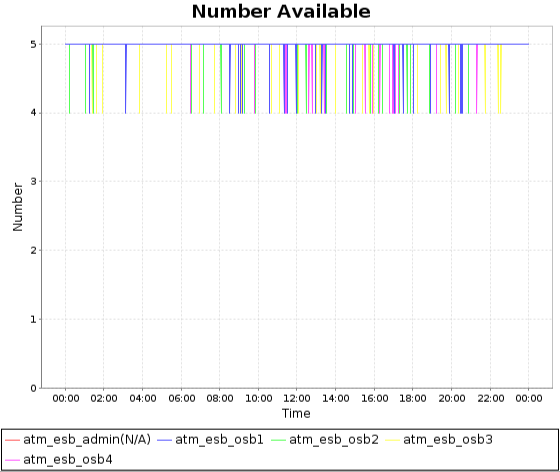 Number Available
5
4
3
2
1
0
Number
00:00 02:00 04:00 06:00 08:00 10:00 12:00 14:00 16:00 18:00 20:00 22:00 00:00
Time
atm_esb_admin(N/A) atm_esb_osb1 atm_esb_osb2 atm_esb_osb3
atm_esb_osb4